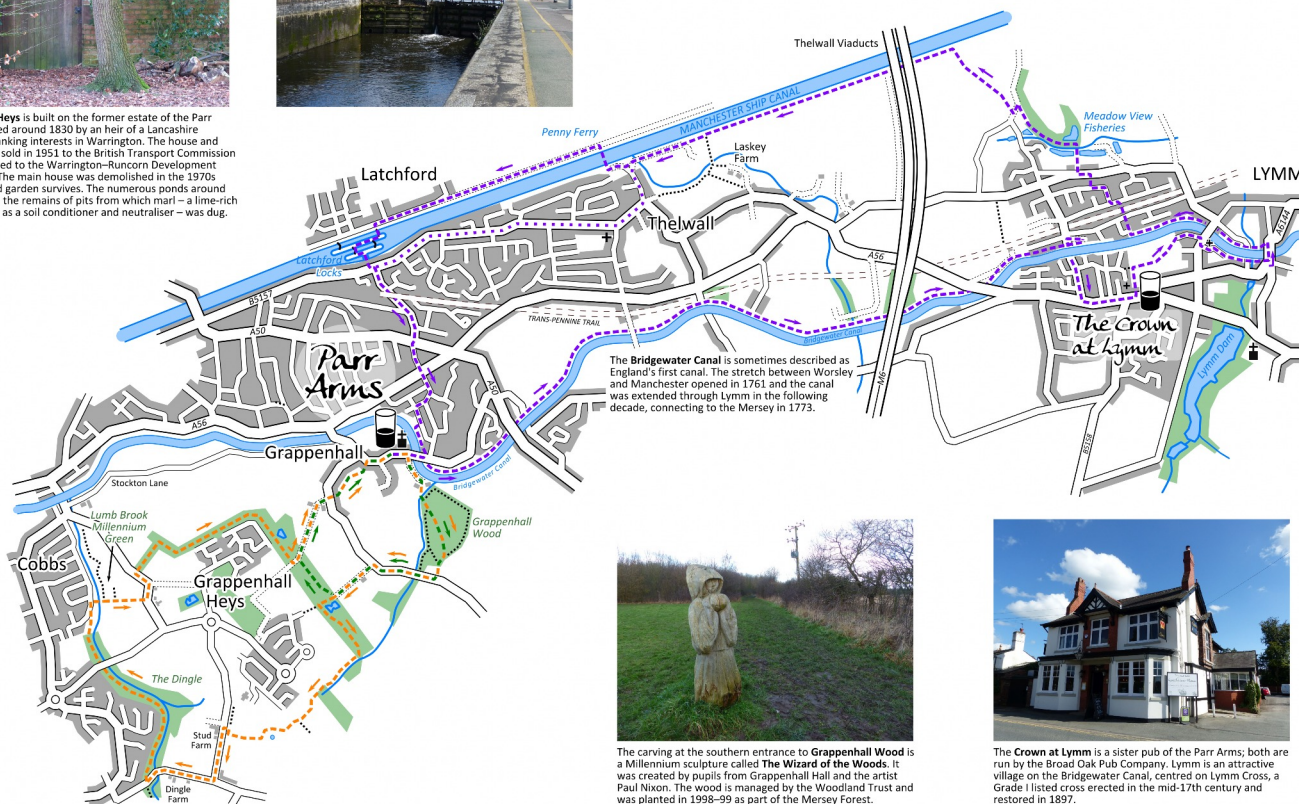 Heys is built on the former estate of the Parr
ed around 1830 by an heir of a Lancashire
nking interests in Warrington. The house and
sold in 1951 to the British Transport Commission
ed to the Warrington–Runcorn Development
The main house was demolished in the 1970s
d garden survives. The numerous ponds around
the remains of pits from which marl – a lime-rich
as a soil conditioner and neutraliser – was dug.
Thelwall Viaducts
MANCHESTER SHIP CANAL
Penny Ferry
Meadow View
Fisheries
Laskey
Farm
Latchford
LYMM
Thelwall
A6144
Latchford
Locks
A56
B5157
TRANS-PENNINE TRAIL
A50
Bridgewater Canal
The Crown
at Lymm
Parr
Arms
The Bridgewater Canal is sometimes described as
England's first canal. The stretch between Worsley
and Manchester opened in 1761 and the canal
was extended through Lymm in the following
decade, connecting to the Mersey in 1773.
Lymm Dam
M6
A50
A56
B5158
Grappenhall
Bridgewater Canal
Stockton Lane
Lumb Brook
Millennium
Green
Grappenhall
Wood
Cobbs
Grappenhall
Heys
The Dingle
Stud
Farm
Dingle
Farm
The carving at the southern entrance to Grappenhall Wood is
a Millennium sculpture called The Wizard of the Woods. It
was created by pupils from Grappenhall Hall and the artist
Paul Nixon. The wood is managed by the Woodland Trust and
was planted in 1998–99 as part of the Mersey Forest.
The Crown at Lymm is a sister pub of the Parr Arms; both are
run by the Broad Oak Pub Company. Lymm is an attractive
village on the Bridgewater Canal, centred on Lymm Cross, a
Grade I listed cross erected in the mid-17th century and
restored in 1897.